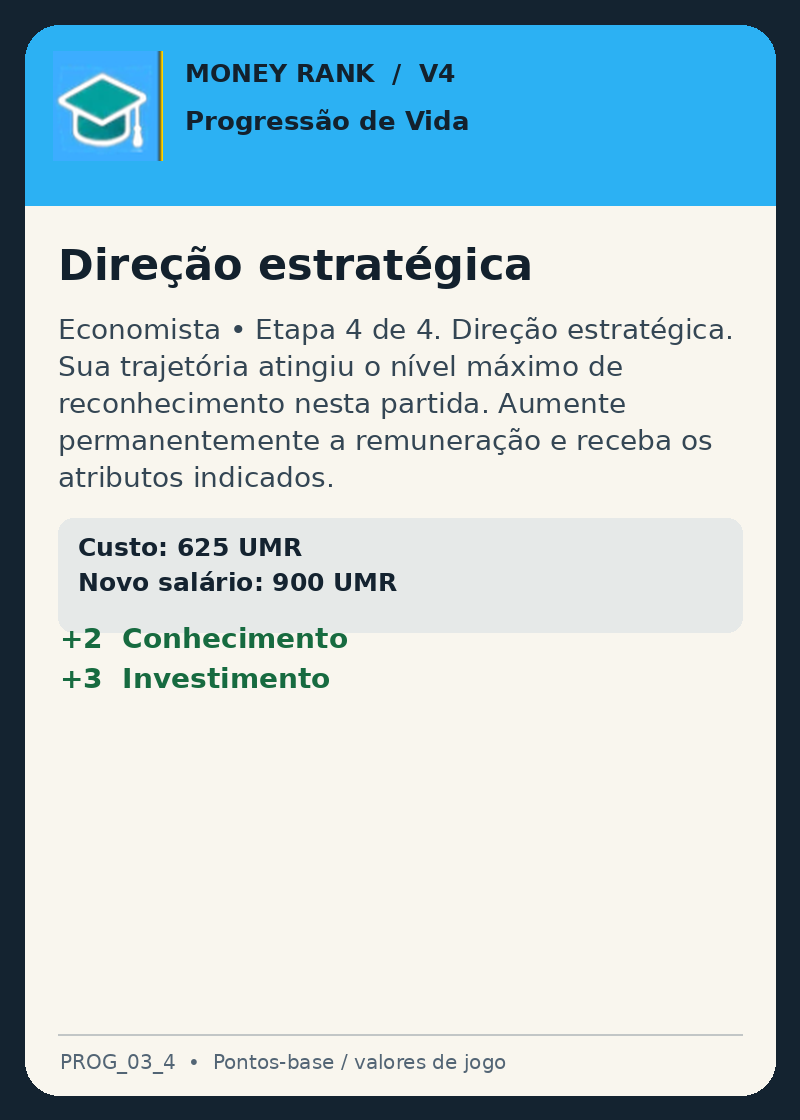 MONEY RANK / V4
Progressão de Vida
Direção estratégica
Economista • Etapa 4 de 4. Direção estratégica.
Sua trajetória atingiu o nível máximo de
reconhecimento nesta partida. Aumente
permanentemente a remuneração e receba os
atributos indicados.
Custo: 625 UMR
Novo salário: 900 UMR
+2 Conhecimento
+3 Investimento
PROG_03_4 • Pontos-base / valores de jogo